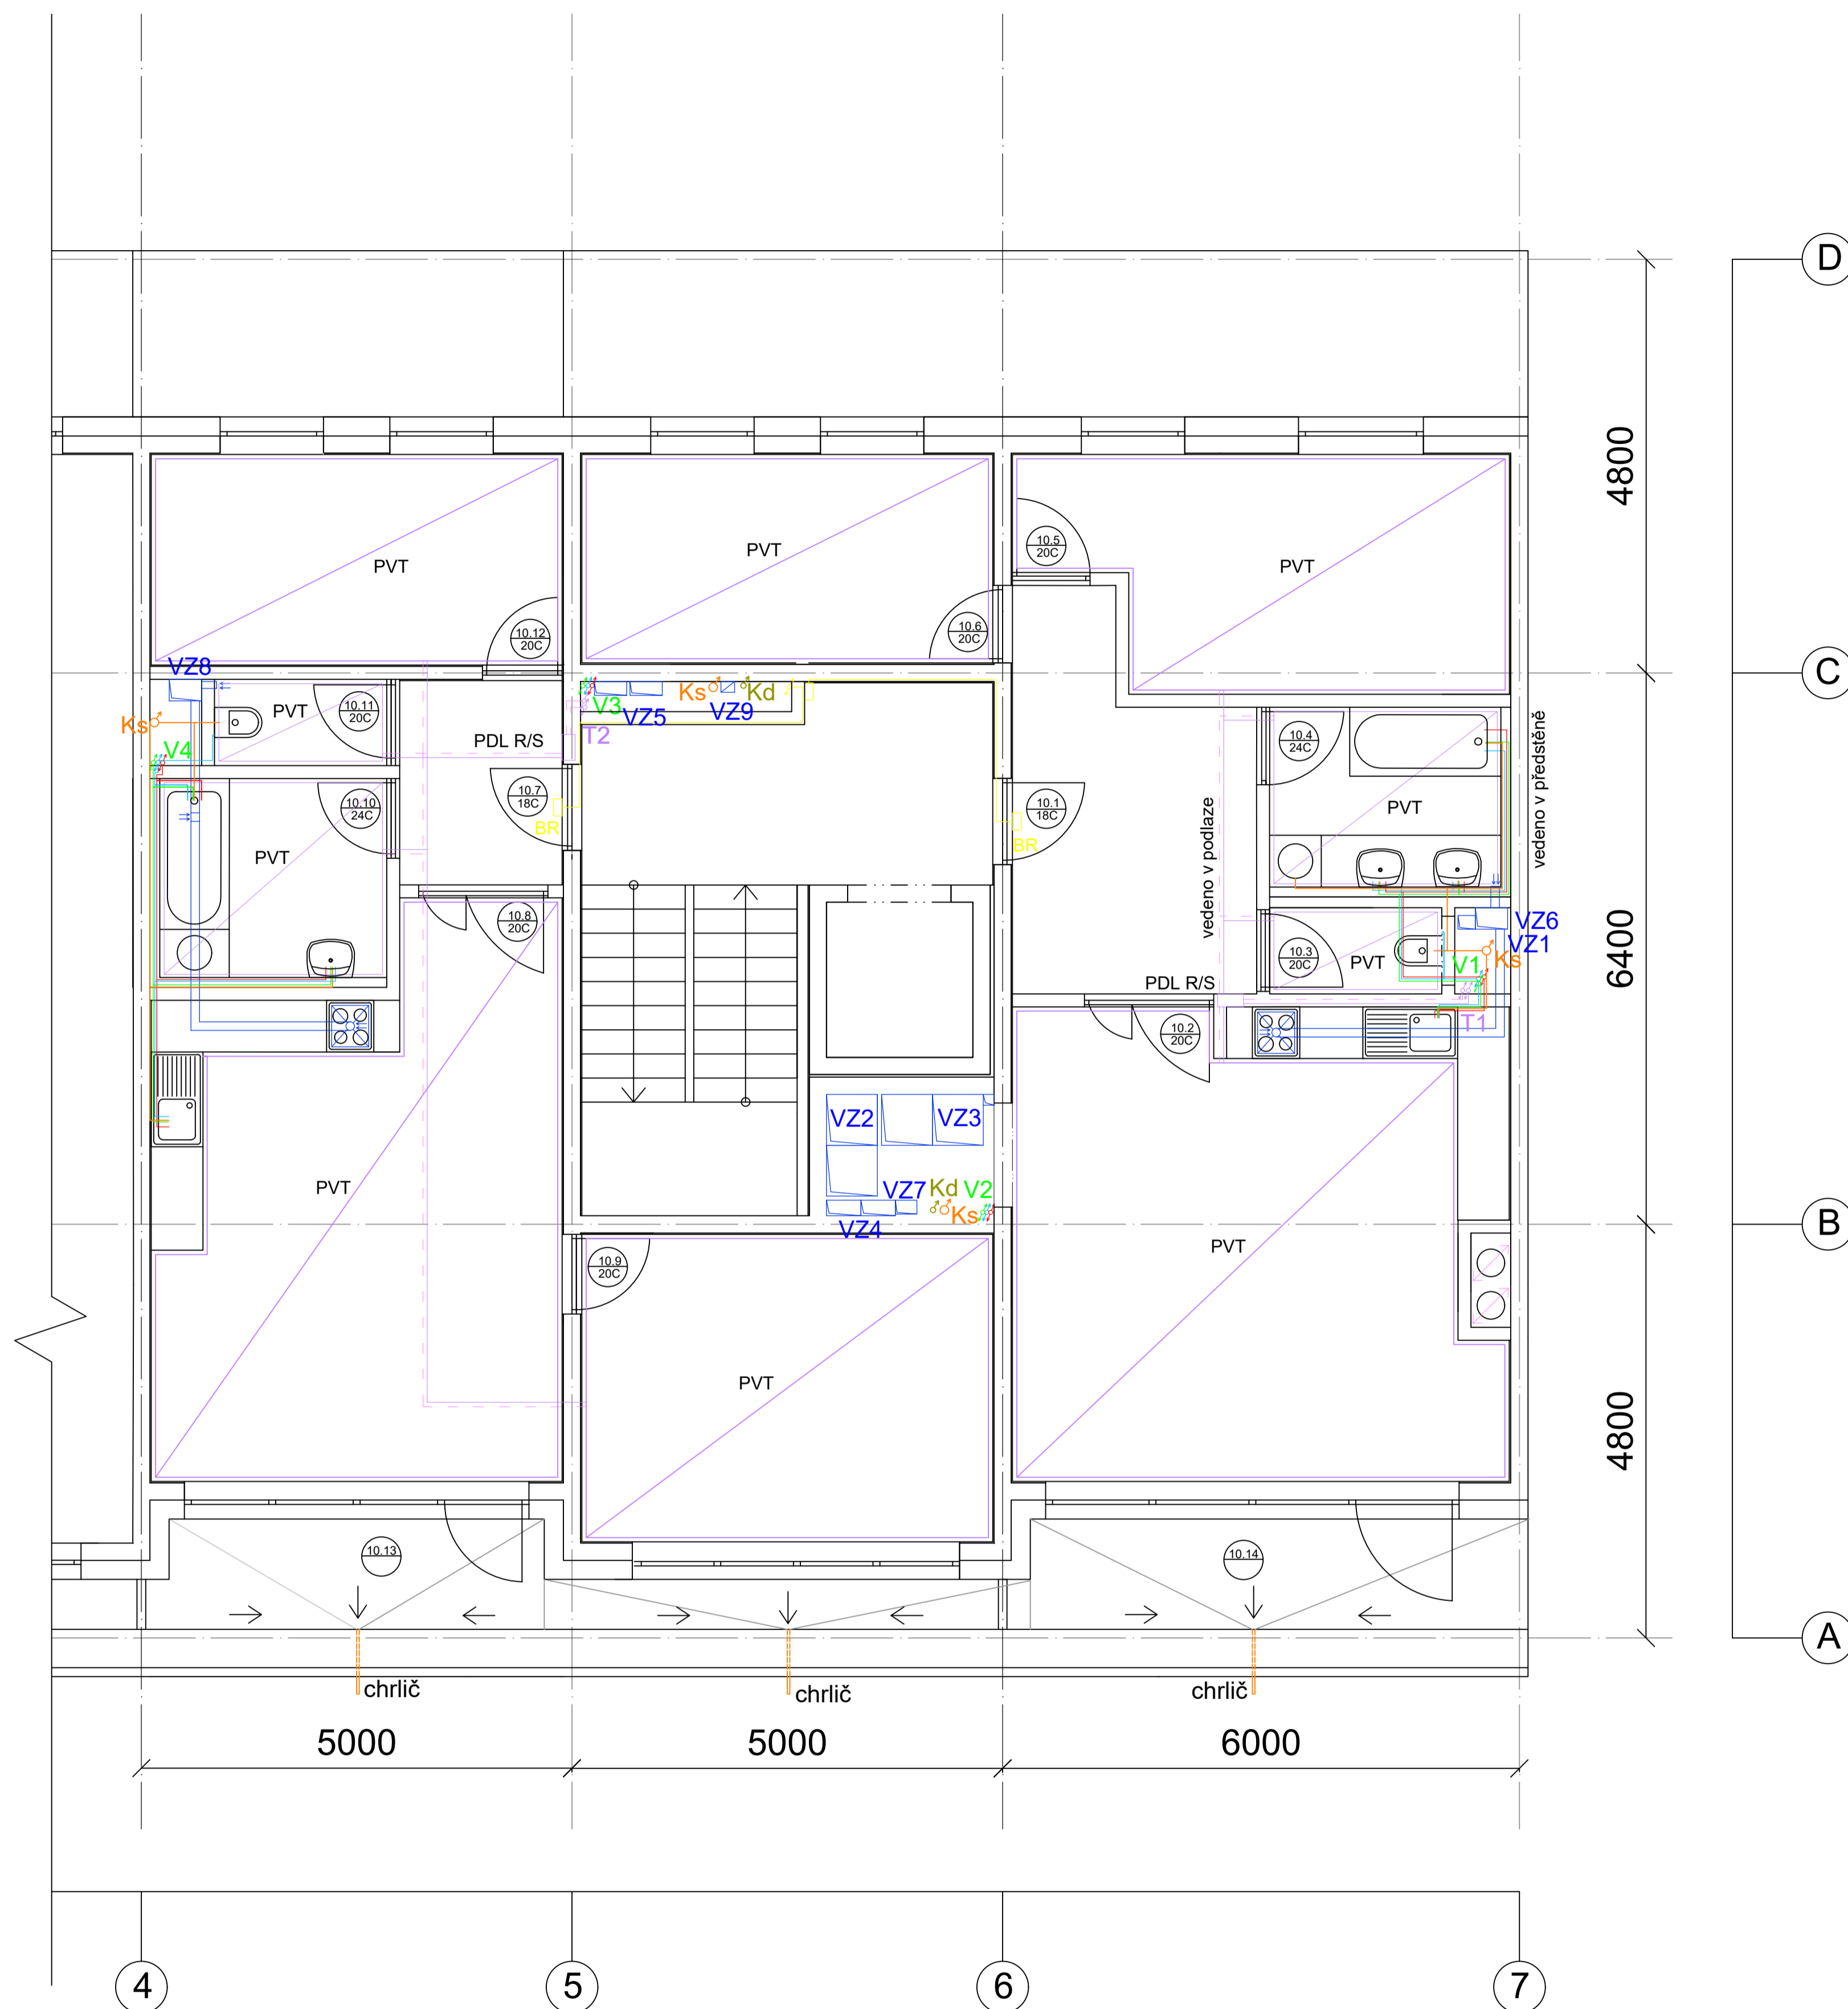 D
4800
10.5
20C
PVT
PVT
PVT
10.12
20C
10.6
20C
VZ8
C
Ks
VZ9
Kd
V3
VZ5
T2
PVT
10.11
20C
Ks
V4
PDL R/S
10.4
24C
vedeno v předstěně
10.7
18C
BR
10.10
24C
10.1
18C
BR
PVT
PVT
vedeno v podlaze
10.8
20C
VZ6
VZ1
Ks
V1
10.3
20C
PVT
6400
PDL R/S
T1
10.2
20C
VZ2
VZ3
PVT
VZ7
Kd
V2
Ks
VZ4
B
PVT
10.9
20C
PVT
4800
10.13
10.14
A
chrlič
chrlič
chrlič
5000
5000
6000
4
5
6
7